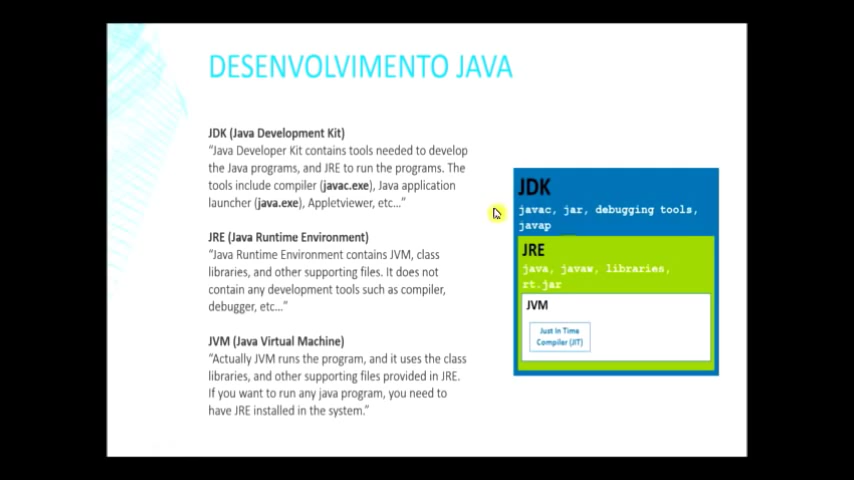 DESENVOLVIMENTO JAVA
JDK (Java Development Kit)
“Java Developer Kit contains tools needed to develop
the Java programs, and JRE to run the programs. The
tools include compiler (javac.exe), Java application
launcher (java.exe), Appletviewer, etc…”
JRE (Java Runtime Environment)
“Java Runtime Environment contains JVM, class
libraries, and other supporting files. It does not
contain any development tools such as compiler,
debugger, etc…”
JVM (Java Virtual Machine)
“Actually JVM runs the program, and it uses the class
libraries, and other supporting files provided in JRE.
If you want to run any java program, you need to
have JRE installed in the system.”
JDK
javac, jar, debugging tools,
javap
JRE
java, javaw, libraries,
rt.jar
JVM
Just In Time
Compiler (JIT)